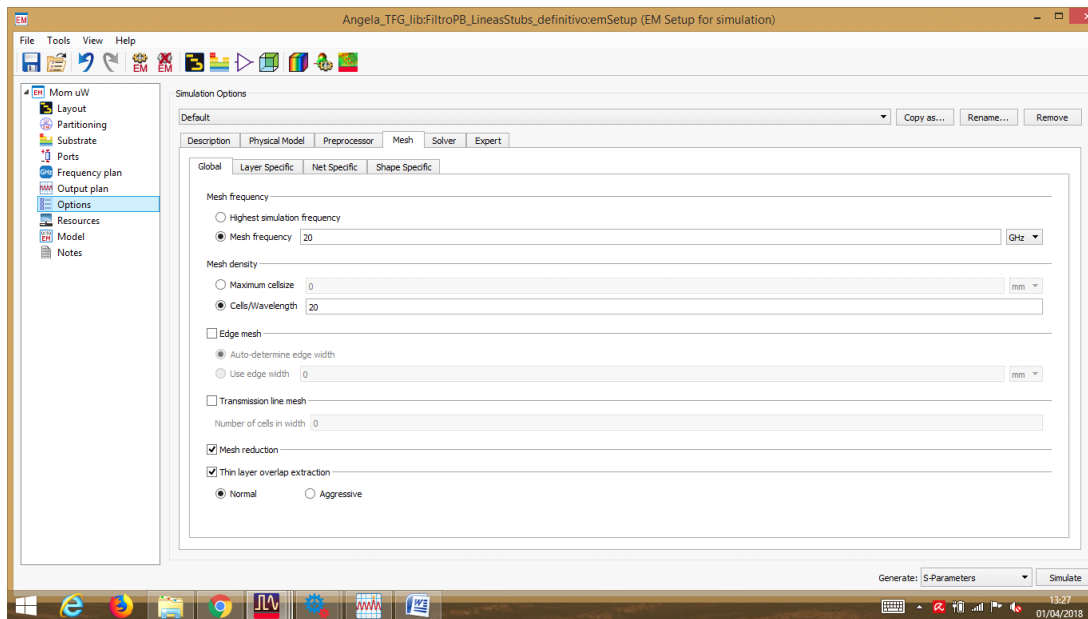 EM
Angela_TFG_lib:FiltroPB_LineasStubs_definitivo:emSetup (EM Setup for simulation)
File Tools View Help
EM EM
EM Mom uW
Layout
Partitioning
Substrate
Ports
GHz Frequency plan
Output plan
Options
Resources
EM Model
Notes
Simulation Options
Default
Copy as... Rename... Remove
Description Physical Model Preprocessor Mesh Solver Expert
Global Layer Specific Net Specific Shape Specific
Mesh frequency
Highest simulation frequency
Mesh frequency 20 GHz
Mesh density
Maximum cellsize 0 mm
Cells/Wavelength 20
Edge mesh
Auto-determine edge width
Use edge width 0 mm
Transmission line mesh
Number of cells in width 0
Mesh reduction
Thin layer overlap extraction
Normal Aggressive
Generate: S-Parameters Simulate
13:27
01/04/2018